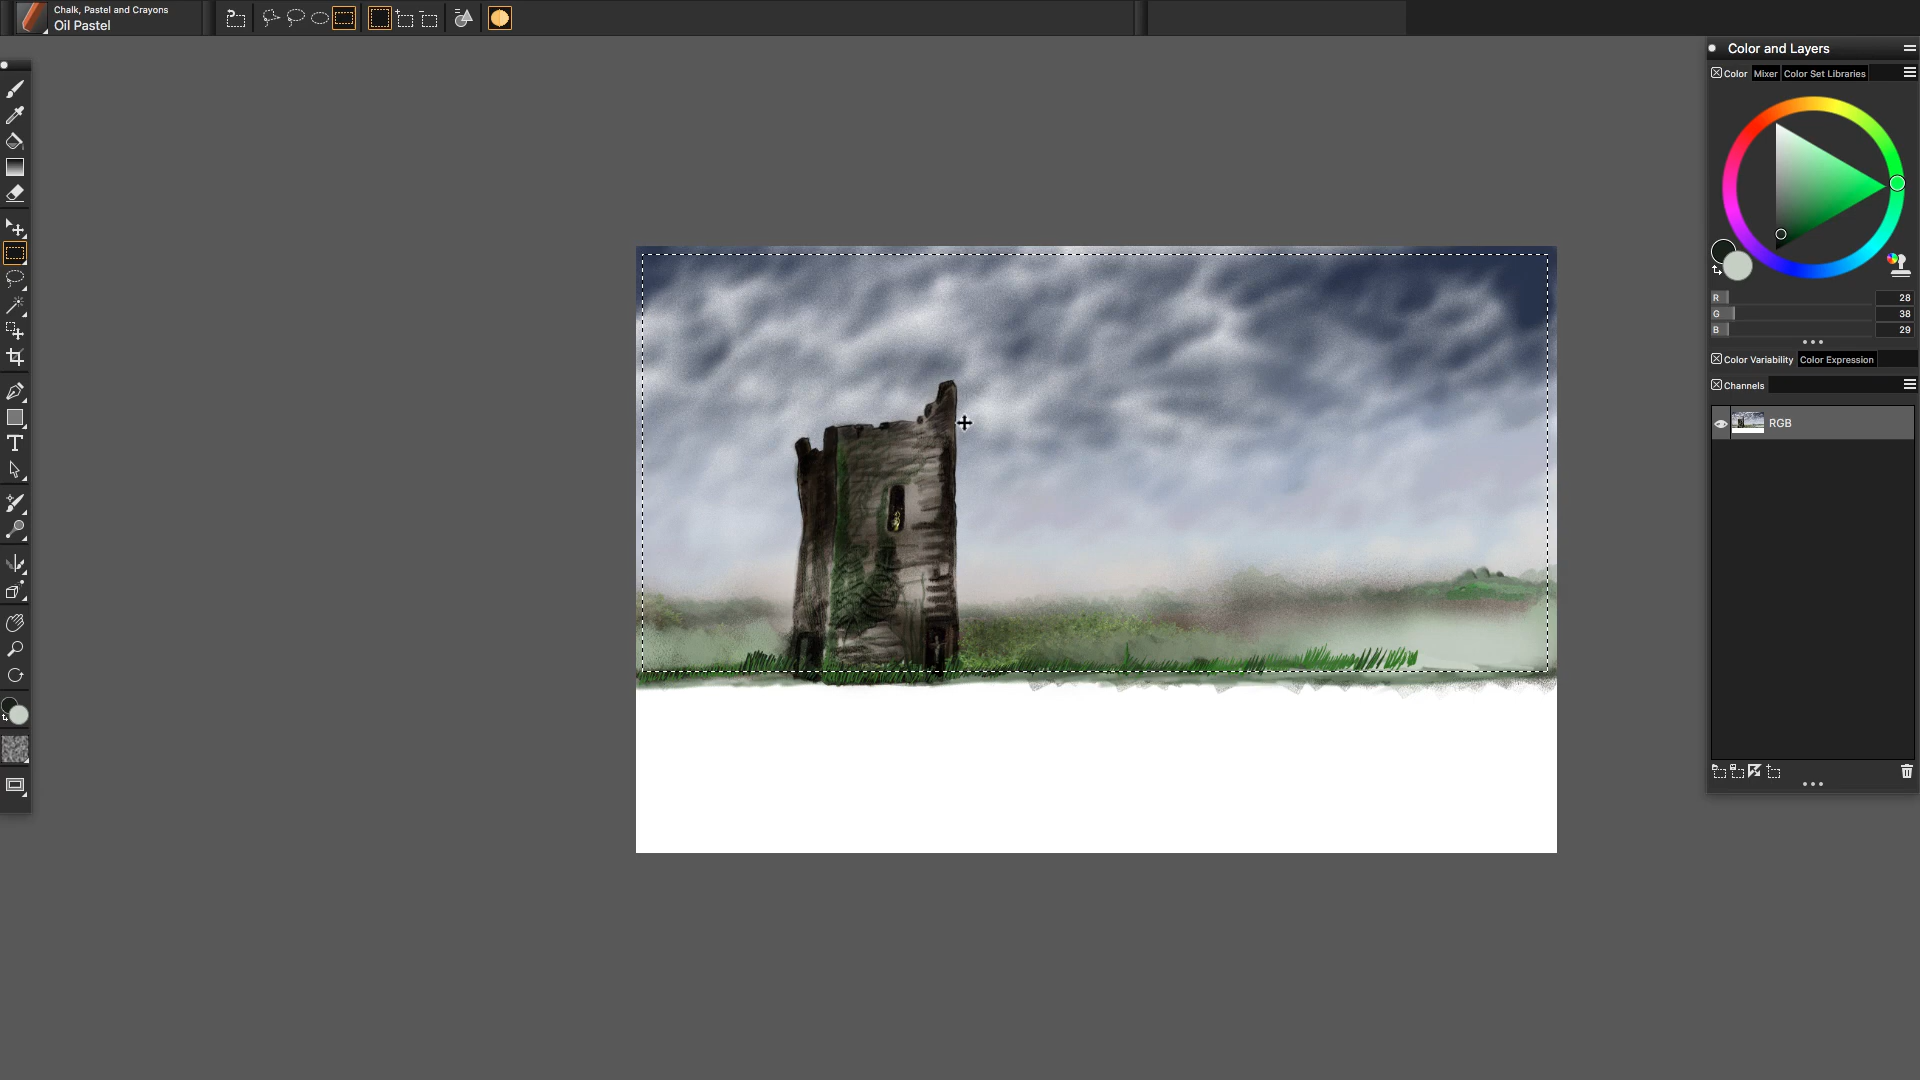 Chalk, Pastel and Crayons
Oil Pastel
Color and Layers
Color Mixer Color Set Libraries
R 28
G 38
B 29
Color Variability Color Expression
Channels
RGB